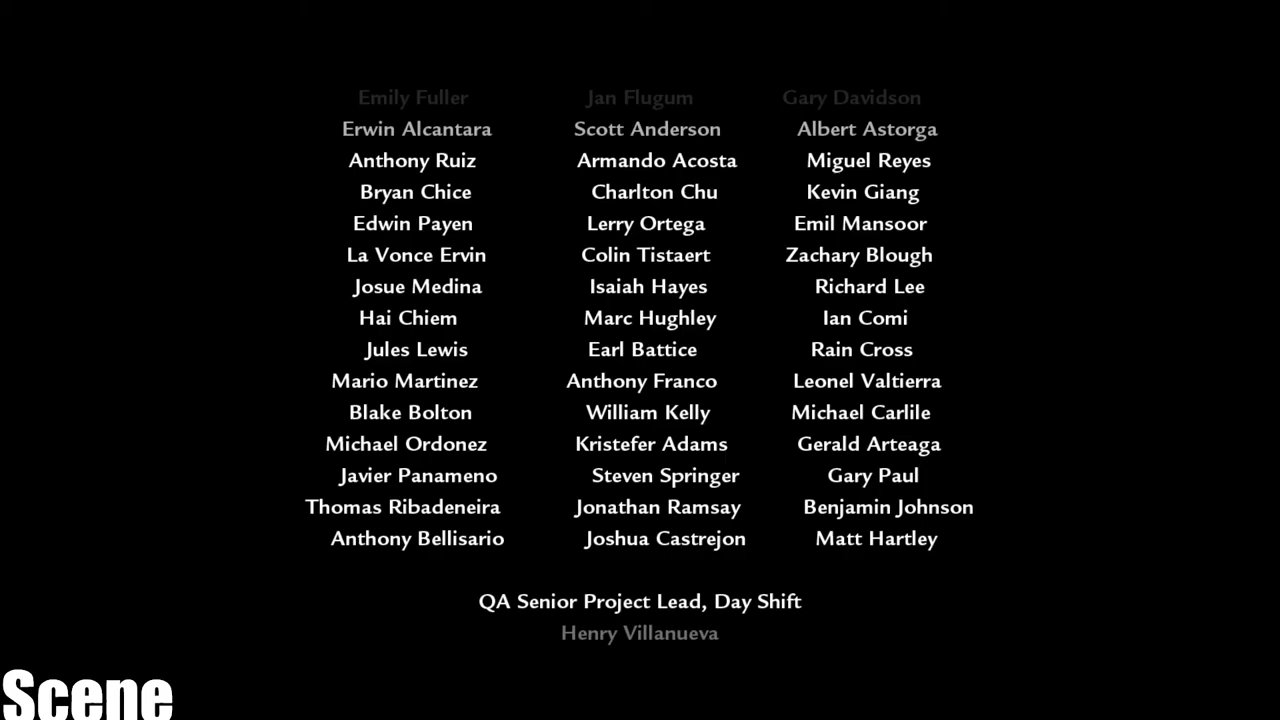 Emily Fuller Jan Flugum Gary Davidson
Erwin Alcantara Scott Anderson Albert Astorga
Anthony Ruiz Armando Acosta Miguel Reyes
Bryan Chice Charlton Chu Kevin Giang
Edwin Payen Lerry Ortega Emil Mansoor
La Vonce Ervin Colin Tistaert Zachary Blough
Josue Medina Isaiah Hayes Richard Lee
Hai Chiem Marc Hughley Ian Comi
Jules Lewis Earl Battice Rain Cross
Mario Martinez Anthony Franco Leonel Valtierra
Blake Bolton William Kelly Michael Carlile
Michael Ordonez Kristefer Adams Gerald Arteaga
Javier Panameno Steven Springer Gary Paul
Thomas Ribadeneira Jonathan Ramsay Benjamin Johnson
Anthony Bellisario Joshua Castrejon Matt Hartley
QA Senior Project Lead, Day Shift
Henry Villanueva
Scene